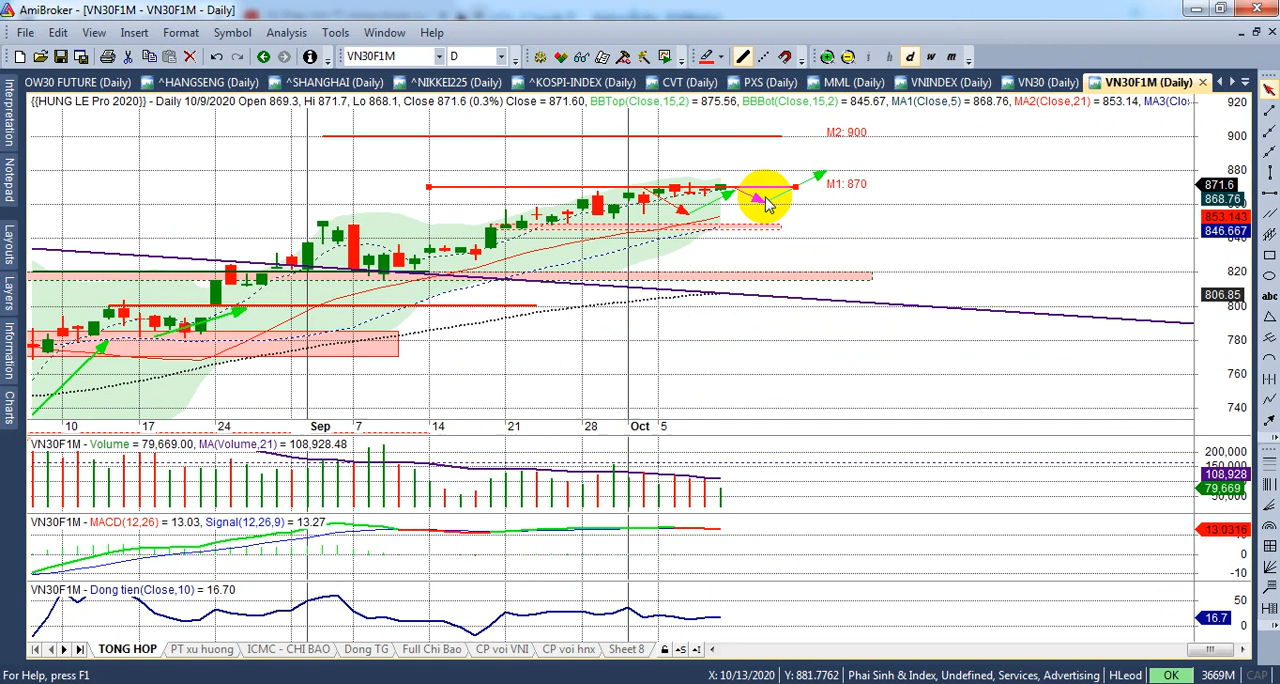 AmiBroker - [VN30F1M - VN30F1M - Daily]
File Edit View Insert Format Symbol Analysis Tools Window Help
VN30F1M D i h d w m
OW30 FUTURE (Daily) ^HANGSENG (Daily) ^SHANGHAI (Daily) ^NIKKEI225 (Daily) ^KOSPI-INDEX (Daily) CVT (Daily) PXS (Daily) MML (Daily) VNINDEX (Daily) VN30 (Daily) VN30F1M (Daily)
{{HUNG LE Pro 2020}} - Daily 10/9/2020 Open 869.3, Hi 871.7, Lo 868.1, Close 871.6 (0.3%) Close = 871.60, BBTop(Close,15,2) = 875.56, BBBot(Close,15,2) = 845.67, MA1(Close,5) = 868.76, MA2(Close,21) = 853.14, MA3(Clo
Interpretation
Notepad
Layouts
Layers
Information
Charts
abc
M2: 900
M1: 870
920
900
880
871.6
868.76
860
853.143
846.667
840
820
806.85
800
780
760
740
10 17 24 Sep 7 14 21 28 Oct 5
VN30F1M - Volume = 79,669.00, MA(Volume,21) = 108,928.48
200,000
150,000
108,928
79,669
VN30F1M - MACD(12,26) = 13.03, Signal(12,26,9) = 13.27
13.0316
0
-10
VN30F1M - Dong tien(Close,10) = 16.70
50
16.7
0
TONG HOP PT xu huong ICMC - CHI BAO Dong TG Full Chi Bao CP voi VNI CP voi hnx Sheet 8
For Help, press F1 X: 10/13/2020 Y: 881.7762 Phai Sinh & Index, Undefined, Services, Advertising HLeod OK 3669M CAP